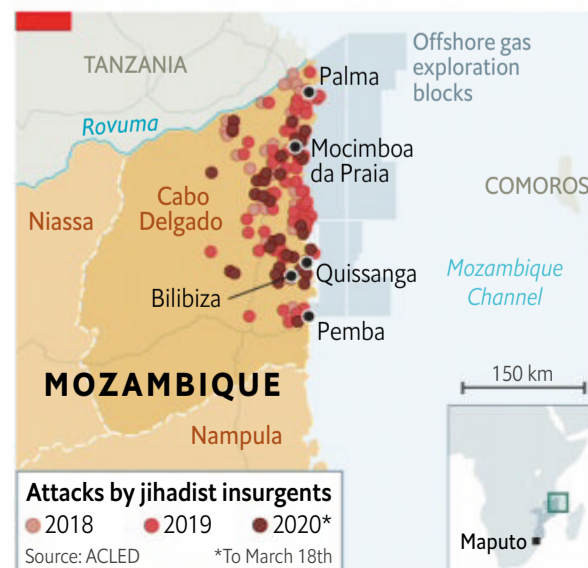 TANZANIA
Offshore gas
exploration
blocks
Palma
Rovuma
Mocimboa
da Praia
Cabo
Delgado
Niassa
COMOROS
Quissanga
Mozambique
Channel
Bilibiza
Pemba
MOZAMBIQUE
150 km
Nampula
Attacks by jihadist insurgents
2018 2019 2020*
Source: ACLED *To March 18th
Maputo